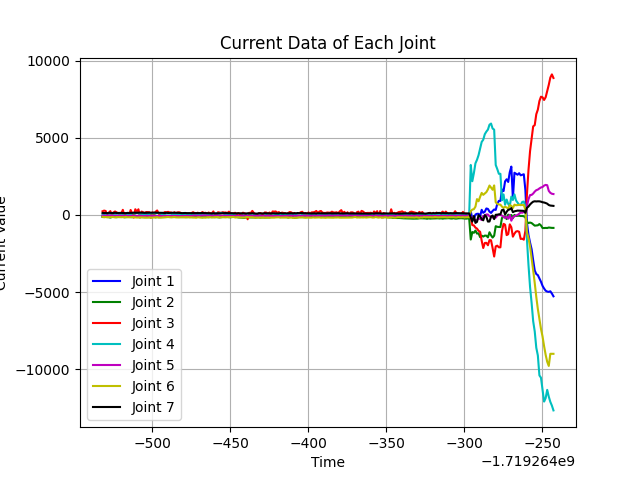 Current Data of Each Joint
10000
5000
0
−5000
−10000
Current Value
Joint 1
Joint 2
Joint 3
Joint 4
Joint 5
Joint 6
Joint 7
−500
−450
−400
−350
−300
−250
Time
−1.719264e9